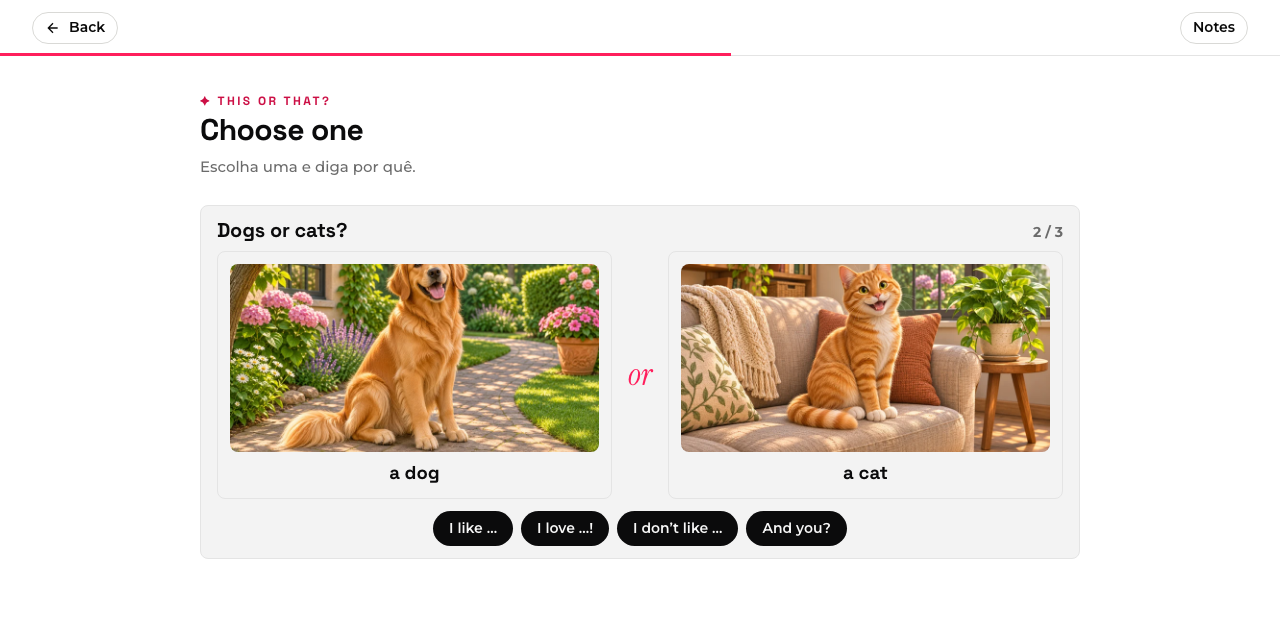 Back
Notes
THIS OR THAT?
Choose one
Escolha uma e diga por quê.
Dogs or cats?
2 / 3
or
a dog
a cat
I like ...
I love ...!
I don’t like ...
And you?